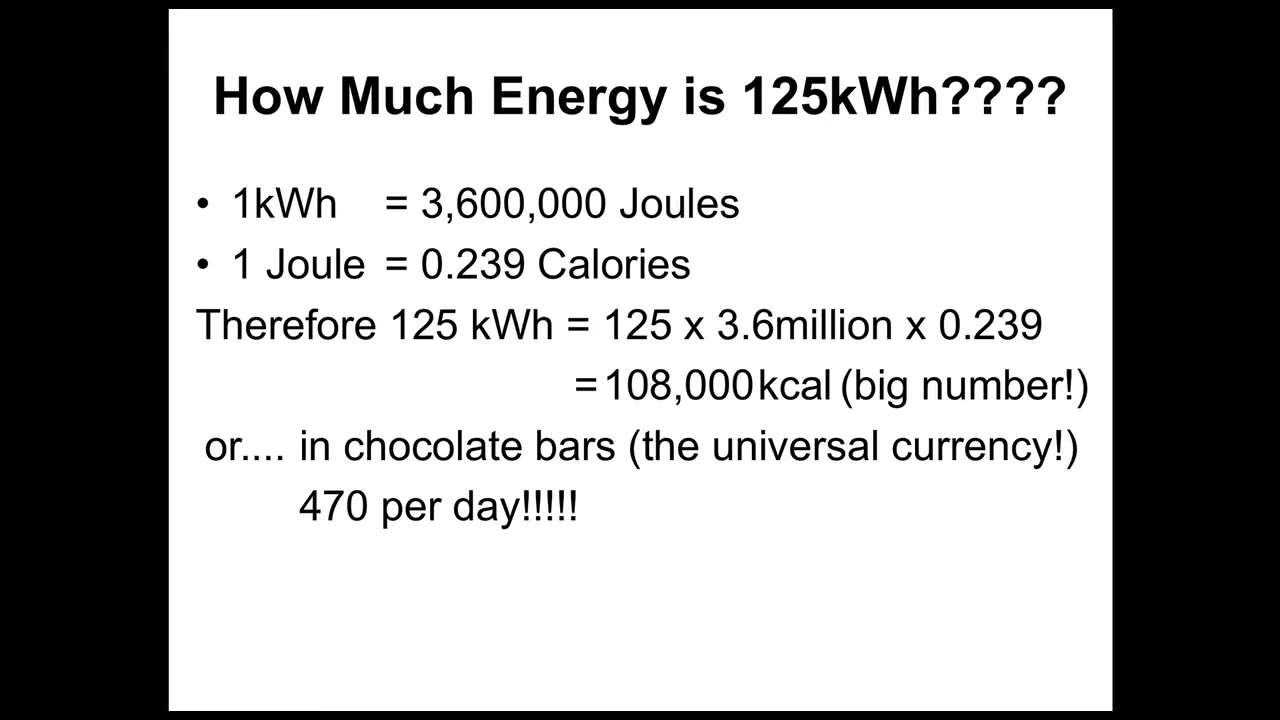 How Much Energy is 125kWh????
• 1kWh = 3,600,000 Joules
• 1 Joule = 0.239 Calories
Therefore 125 kWh = 125 x 3.6million x 0.239
= 108,000 kcal (big number!)
or.... in chocolate bars (the universal currency!)
470 per day!!!!!